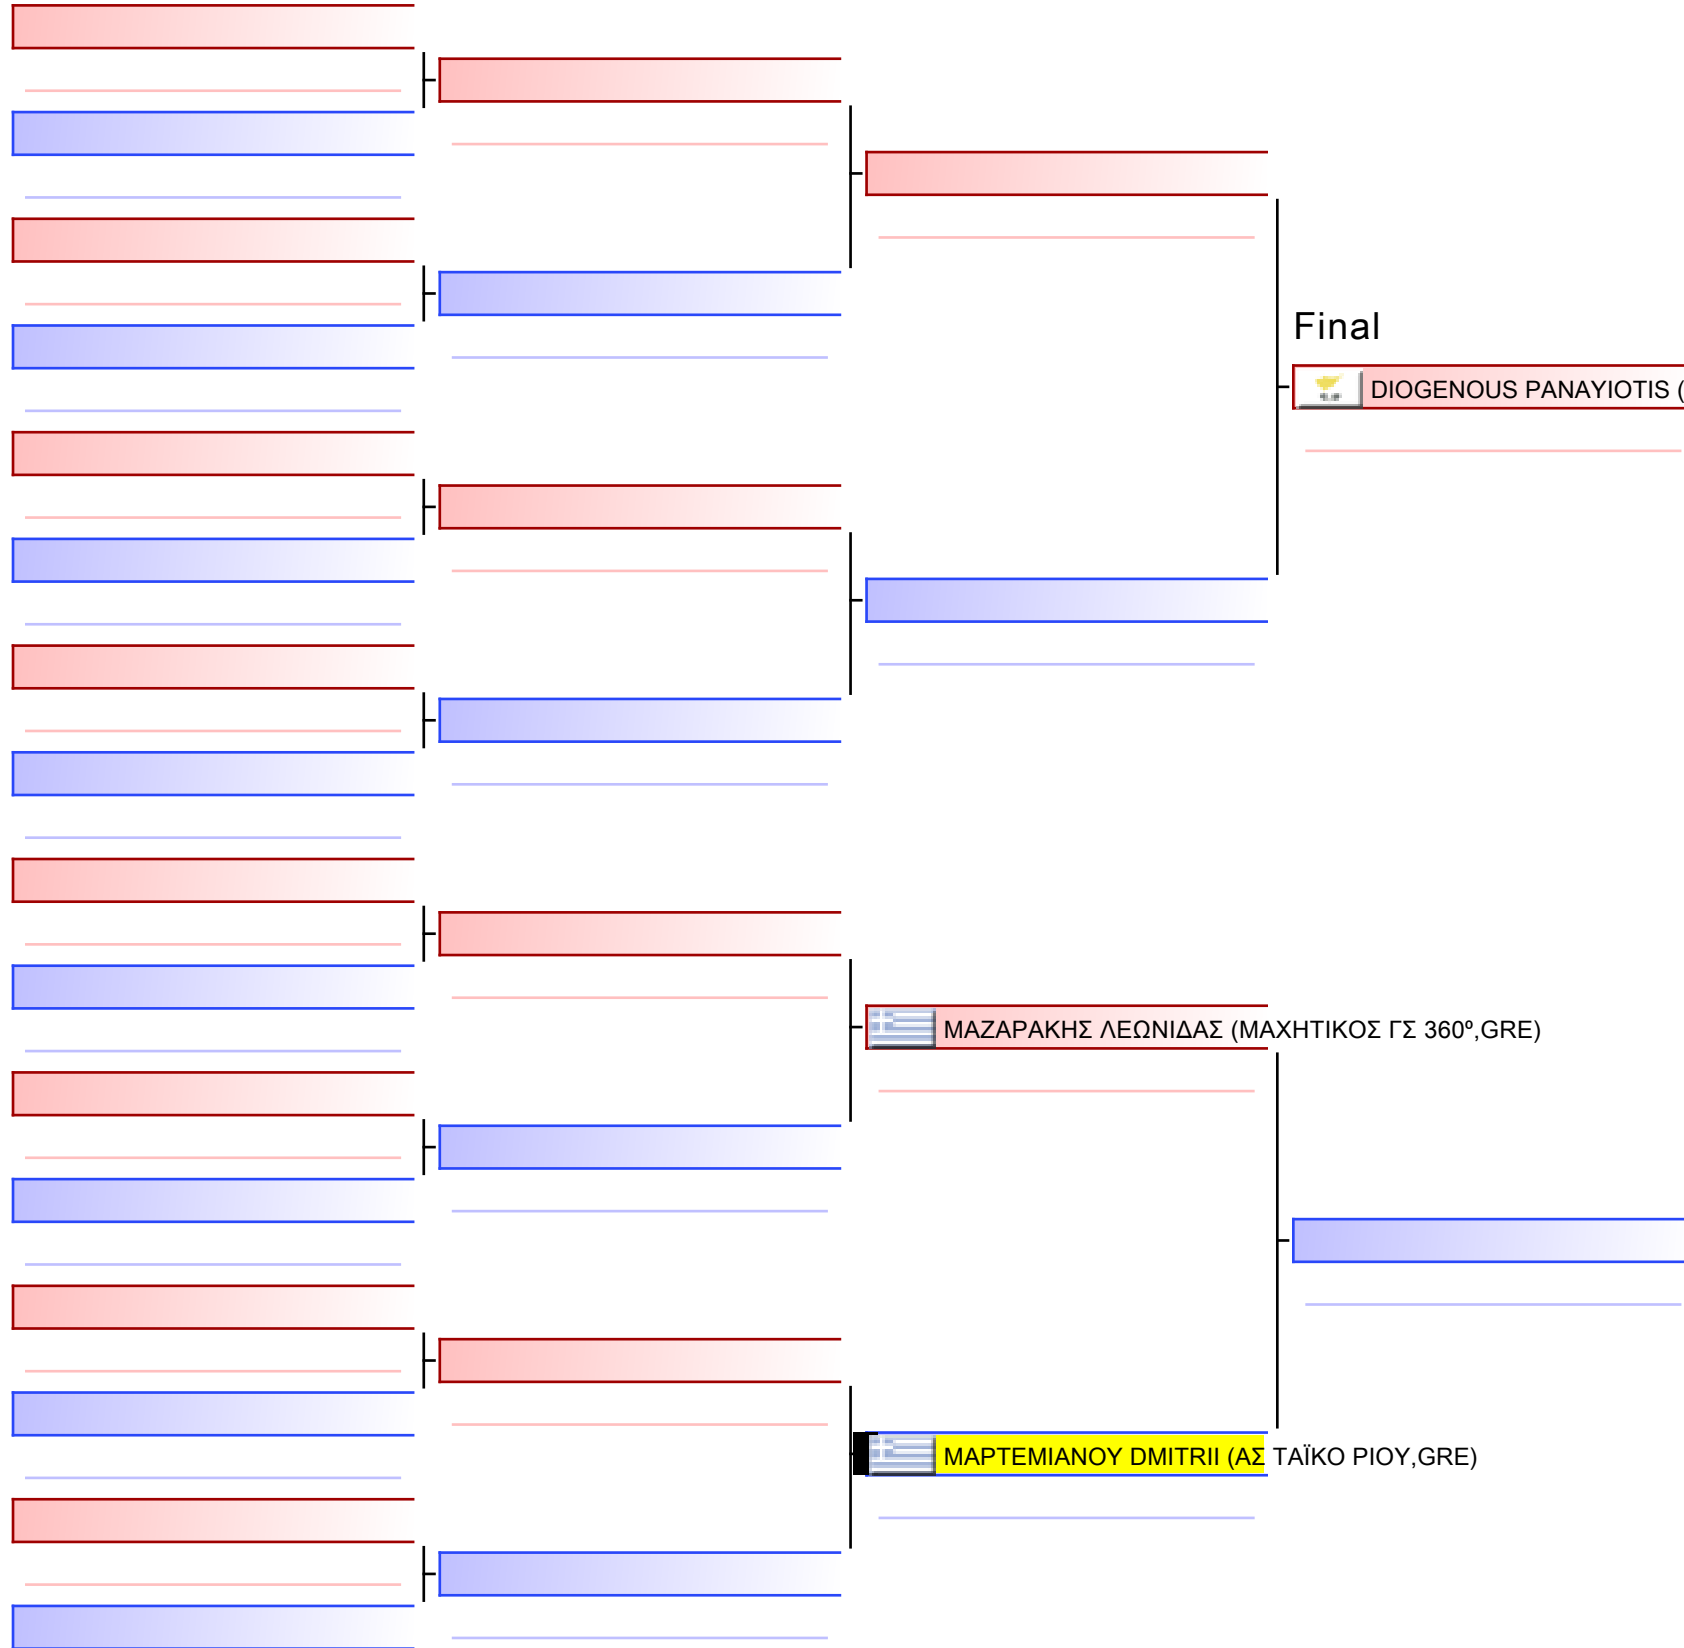 Final
DIOGENOUS PANAYIOTIS (
ΜΑΖΑΡΑΚΗΣ ΛΕΩΝΙΔΑΣ (ΜΑΧΗΤΙΚΟΣ ΓΣ 360º,GRE)
ΜΑΡΤΕΜΙΑΝΟΥ DMITRII (ΑΣ ΤΑΪΚΟ ΡΙΟΥ,GRE)